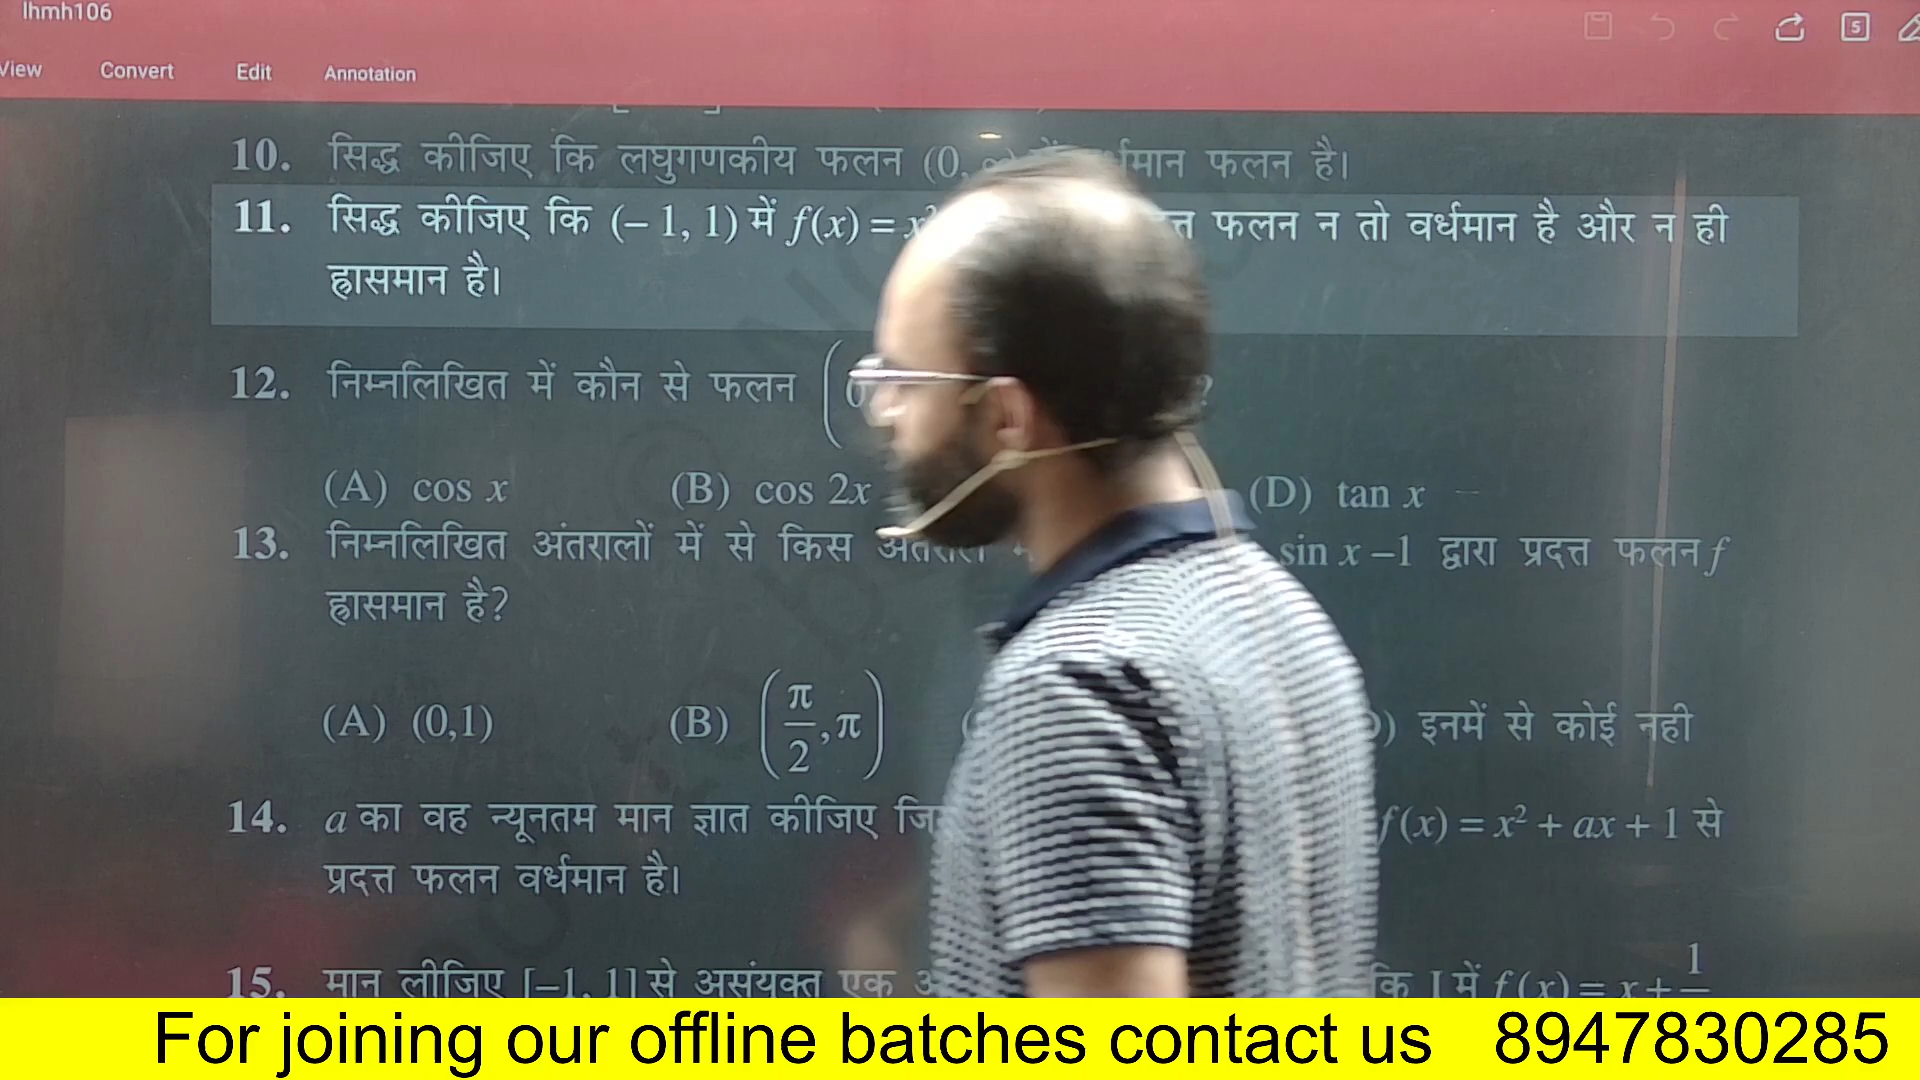 lhmh106
View Convert Edit Annotation
10. सिद्ध कीजिए कि लघुगणकीय फलन (0, फलन है।
11. सिद्ध कीजिए कि (– 1, 1) में f(x) = फलन न तो वर्धमान है और न ही
ह्रासमान है।
12. निम्नलिखित में कौन से फलन ?
(A) cos x (B) cos 2x (D) tan x
13. निम्नलिखित अंतरालों में से किस अंतराल sin x –1 द्वारा प्रदत्त फलन f
ह्रासमान है?
(A) (0,1) (B) (π/2, π) इनमें से कोई नही
14. a का वह न्यूनतम मान ज्ञात कीजिए f(x) = x² + ax + 1 से
प्रदत्त फलन वर्धमान है।
15. मान लीजिए [–1, 1] से असंयुक्त एक कि I में f(x) = x + 1
For joining our offline batches contact us 8947830285